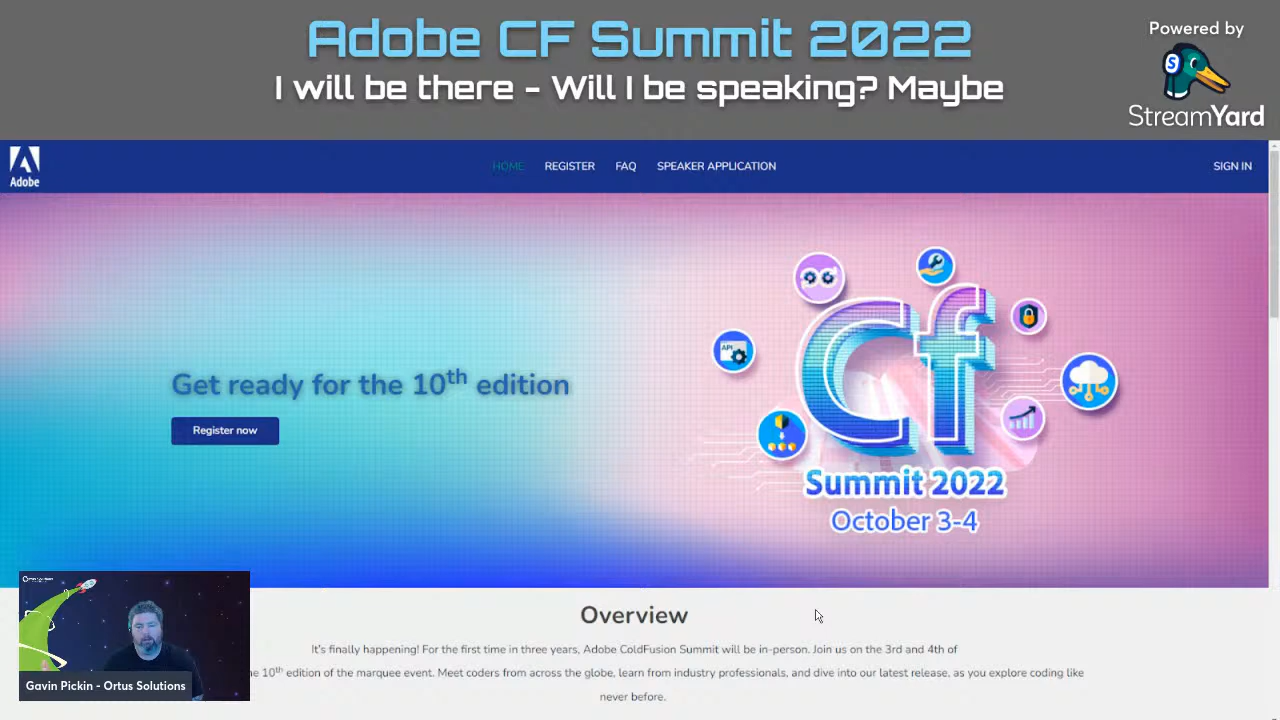 Adobe CF Summit 2022
I will be there - Will I be speaking? Maybe
Powered by
S
StreamYard
Adobe
HOME REGISTER FAQ SPEAKER APPLICATION SIGN IN
Get ready for the 10th edition
Register now
API
Cf
Summit 2022
October 3-4
Overview
It's finally happening! For the first time in three years, Adobe ColdFusion Summit will be in-person. Join us on the 3rd and 4th of
10th edition of the marquee event. Meet coders from across the globe, learn from industry professionals, and dive into our latest release, as you explore coding like
never before.
Gavin Pickin - Ortus Solutions